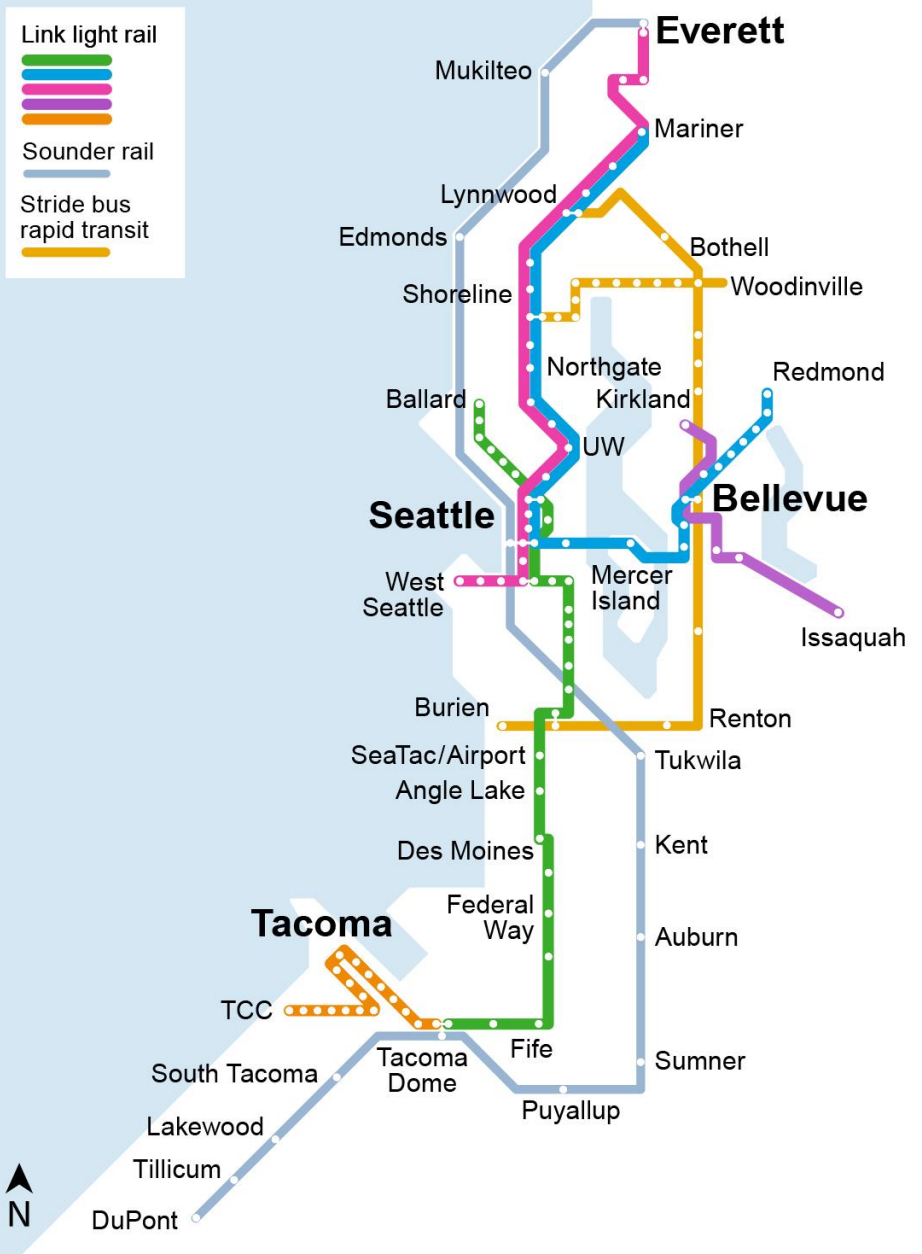 Link light rail
Sounder rail
Stride bus
rapid transit
Everett
Mukilteo
Mariner
Lynnwood
Edmonds
Bothell
Woodinville
Shoreline
Northgate
Redmond
Ballard
Kirkland
UW
Bellevue
Seattle
West
Seattle
Mercer
Island
Issaquah
Burien
Renton
SeaTac/Airport
Tukwila
Angle Lake
Des Moines
Kent
Federal
Way
Tacoma
Auburn
TCC
Fife
Tacoma
Dome
Sumner
South Tacoma
Puyallup
Lakewood
Tillicum
DuPont
N